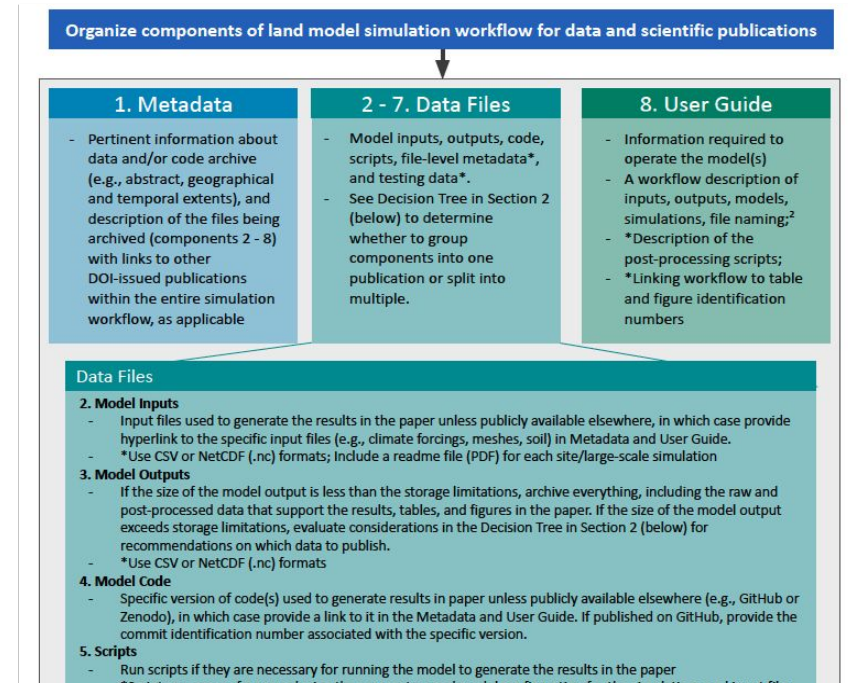 Organize components of land model simulation workflow for data and scientific publications
1. Metadata
- Pertinent information about
data and/or code archive
(e.g., abstract, geographical
and temporal extents), and
description of the files being
archived (components 2 - 8)
with links to other
DOI-issued publications
within the entire simulation
workflow, as applicable
2 - 7. Data Files
- Model inputs, outputs, code,
scripts, file-level metadata*,
and testing data*.
- See Decision Tree in Section 2
(below) to determine
whether to group
components into one
publication or split into
multiple.
8. User Guide
- Information required to
operate the model(s)
- A workflow description of
inputs, outputs, models,
simulations, file naming;²
- *Description of the
post-processing scripts;
- *Linking workflow to table
and figure identification
numbers
Data Files
2. Model Inputs
- Input files used to generate the results in the paper unless publicly available elsewhere, in which case provide
hyperlink to the specific input files (e.g., climate forcings, meshes, soil) in Metadata and User Guide.
- *Use CSV or NetCDF (.nc) formats; Include a readme file (PDF) for each site/large-scale simulation
3. Model Outputs
- If the size of the model output is less than the storage limitations, archive everything, including the raw and
post-processed data that support the results, tables, and figures in the paper. If the size of the model output
exceeds storage limitations, evaluate considerations in the Decision Tree in Section 2 (below) for
recommendations on which data to publish.
- *Use CSV or NetCDF (.nc) formats
4. Model Code
- Specific version of code(s) used to generate results in paper unless publicly available elsewhere (e.g., GitHub or
Zenodo), in which case provide a link to it in the Metadata and User Guide. If published on GitHub, provide the
commit identification number associated with the specific version.
5. Scripts
- Run scripts if they are necessary for running the model to generate the results in the paper